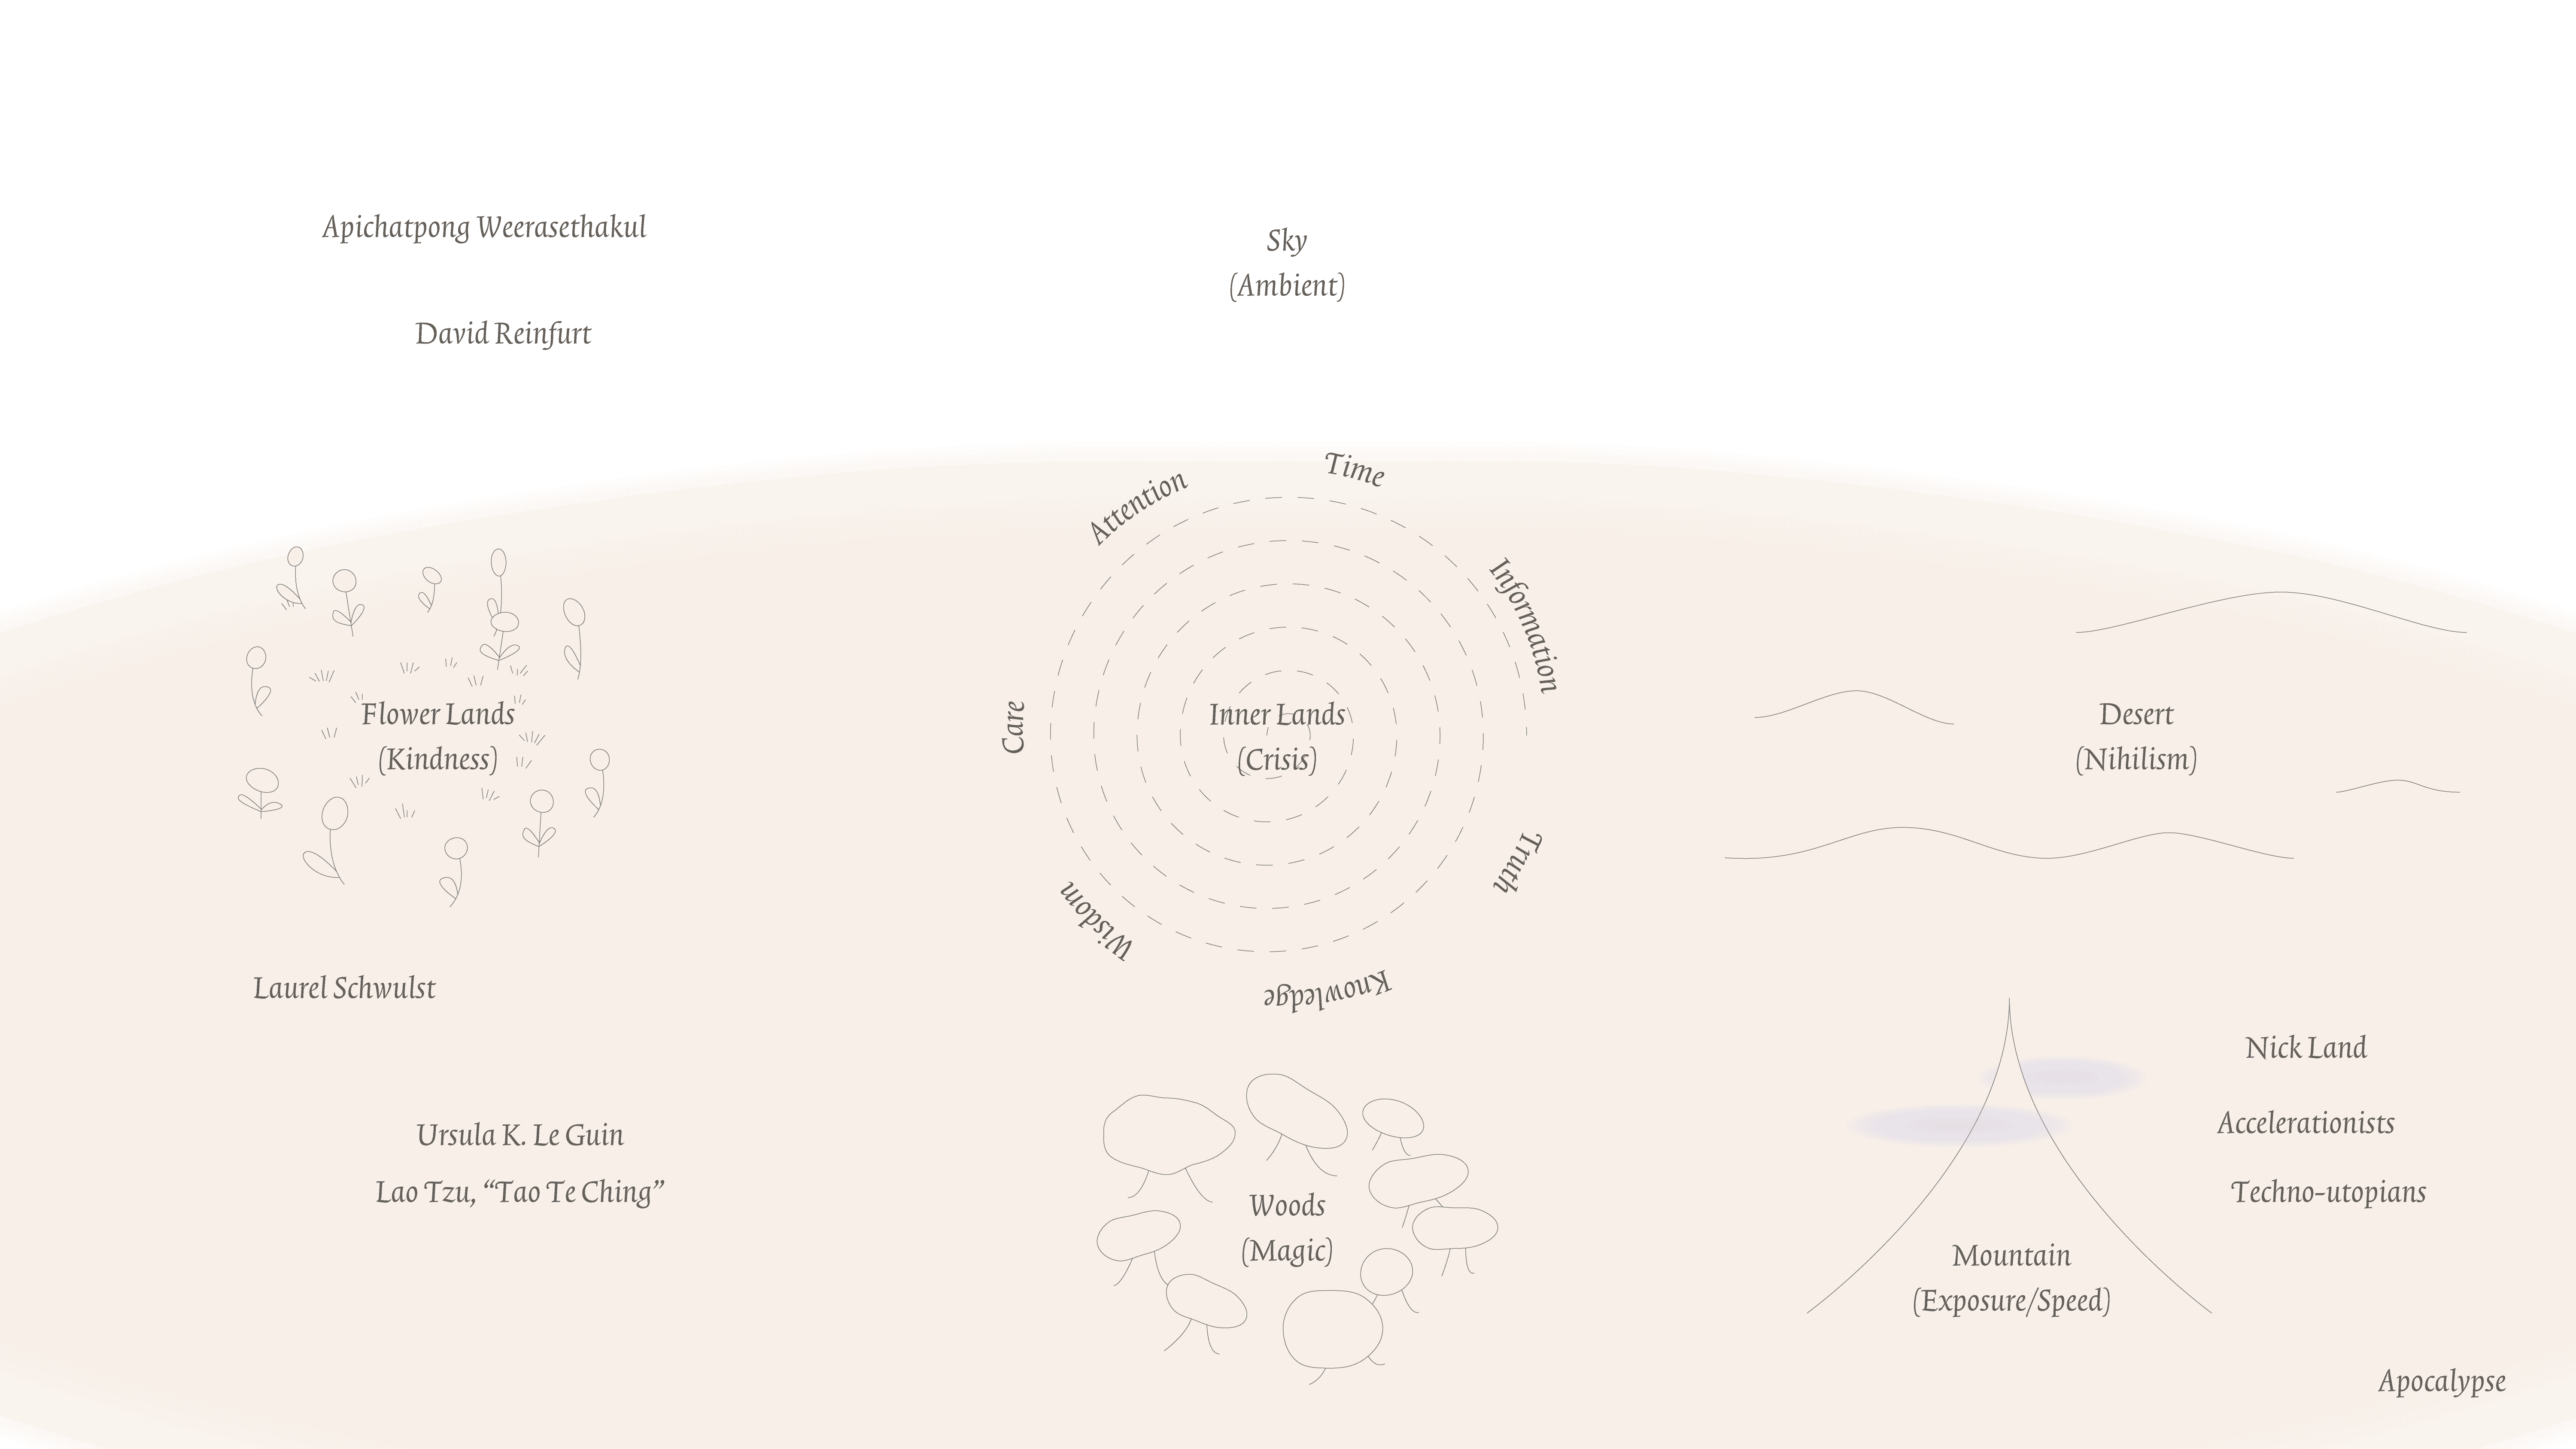 Apichatpong Weerasethakul
Sky
(Ambient)
David Reinfurt
Attention
Time
Information
Care
Truth
Wisdom
Knowledge
Flower Lands
(Kindness)
Inner Lands
(Crisis)
Desert
(Nihilism)
Laurel Schwulst
Ursula K. Le Guin
Lao Tzu, “Tao Te Ching”
Woods
(Magic)
Nick Land
Accelerationists
Techno-utopians
Mountain
(Exposure/Speed)
Apocalypse